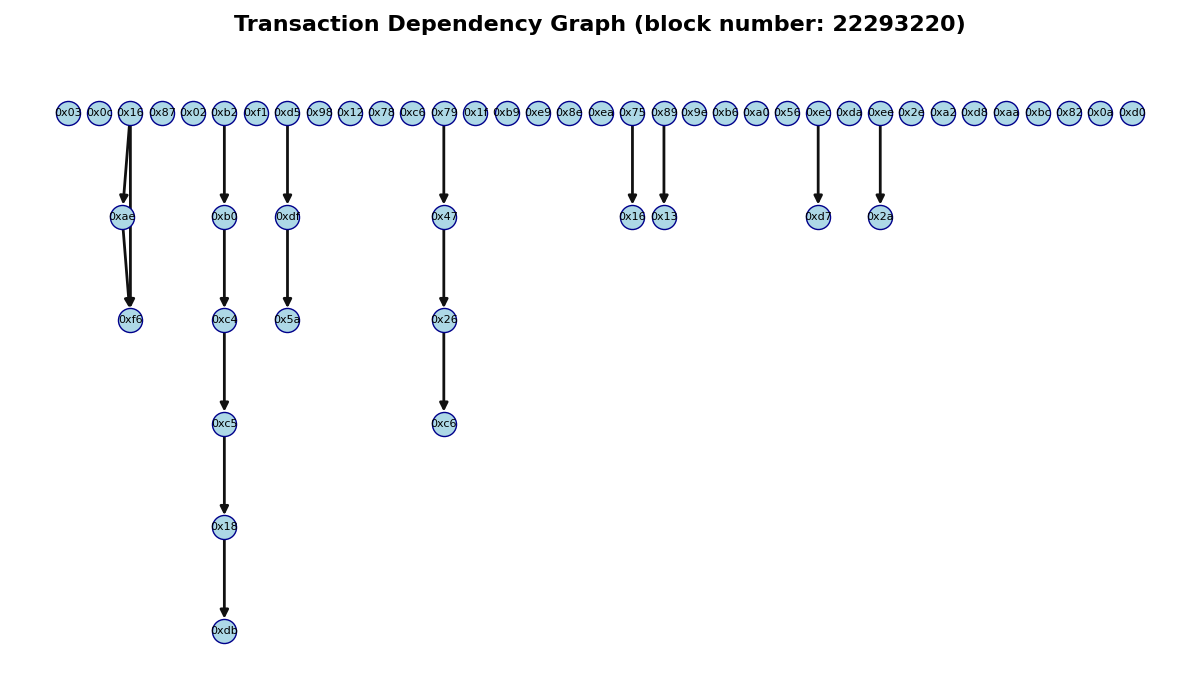 Transaction Dependency Graph (block number: 22293220)
0x03 0x0c 0x16 0x87 0x02 0xb2 0xf1 0xd5 0x98 0x12 0x78 0xc6 0x79 0x1f 0xb9 0xe9 0x8e 0xea 0x75 0x89 0x9e 0xb6 0xa0 0x56 0xec 0xda 0xee 0x2e 0xa2 0xd8 0xaa 0xbc 0x82 0x0a 0xd0
0xae 0xb0 0xdf 0x47 0x16 0x13 0xd7 0x2a
0xf6 0xc4 0x5a 0x26
0xc5 0xc6
0x18
0xdb